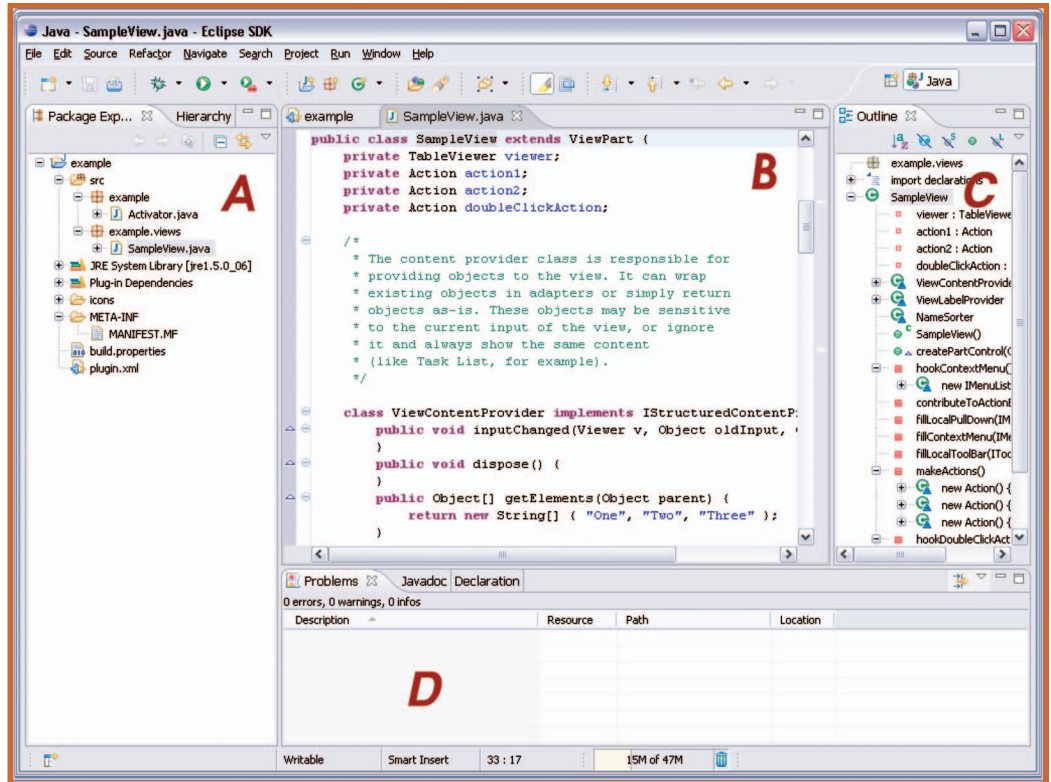 Java - SampleView.java - Eclipse SDK
File Edit Source Refactor Navigate Search Project Run Window Help
Java
Package Exp... Hierarchy
example
src
example
Activator.java
example.views
SampleView.java
JRE System Library [jre1.5.0_06]
Plug-in Dependencies
icons
META-INF
MANIFEST.MF
build.properties
plugin.xml
A
example SampleView.java
public class SampleView extends ViewPart {
private TableViewer viewer;
private Action action1;
private Action action2;
private Action doubleClickAction;
/*
* The content provider class is responsible for
* providing objects to the view. It can wrap
* existing objects in adapters or simply return
* objects as-is. These objects may be sensitive
* to the current input of the view, or ignore
* it and always show the same content
* (like Task List, for example).
*/
class ViewContentProvider implements IStructuredContentP
public void inputChanged(Viewer v, Object oldInput,
}
public void dispose() {
}
public Object[] getElements(Object parent) {
return new String[] { "One", "Two", "Three" };
}
B
Outline
example.views
import declarations
SampleView
viewer : TableViewe
action1 : Action
action2 : Action
doubleClickAction :
ViewContentProvide
ViewLabelProvider
NameSorter
SampleView()
createPartControl(C
hookContextMenu()
new IMenuList
contributeToActionB
fillLocalPullDown(IM
fillContextMenu(IMe
fillLocalToolBar(IToo
makeActions()
new Action() {
new Action() {
new Action() {
hookDoubleClickAct
C
Problems Javadoc Declaration
0 errors, 0 warnings, 0 infos
Description Resource Path Location
D
Writable Smart Insert 33 : 17 15M of 47M